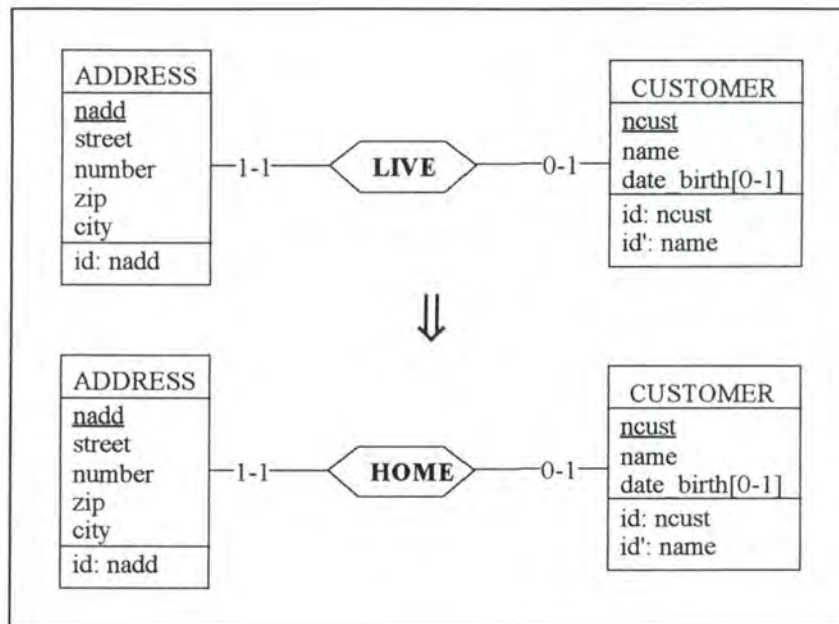 ADDRESS
nadd
street
number
zip
city
id: nadd
1-1
LIVE
0-1
CUSTOMER
ncust
name
date_birth[0-1]
id: ncust
id': name
⇓
ADDRESS
nadd
street
number
zip
city
id: nadd
1-1
HOME
0-1
CUSTOMER
ncust
name
date_birth[0-1]
id: ncust
id': name